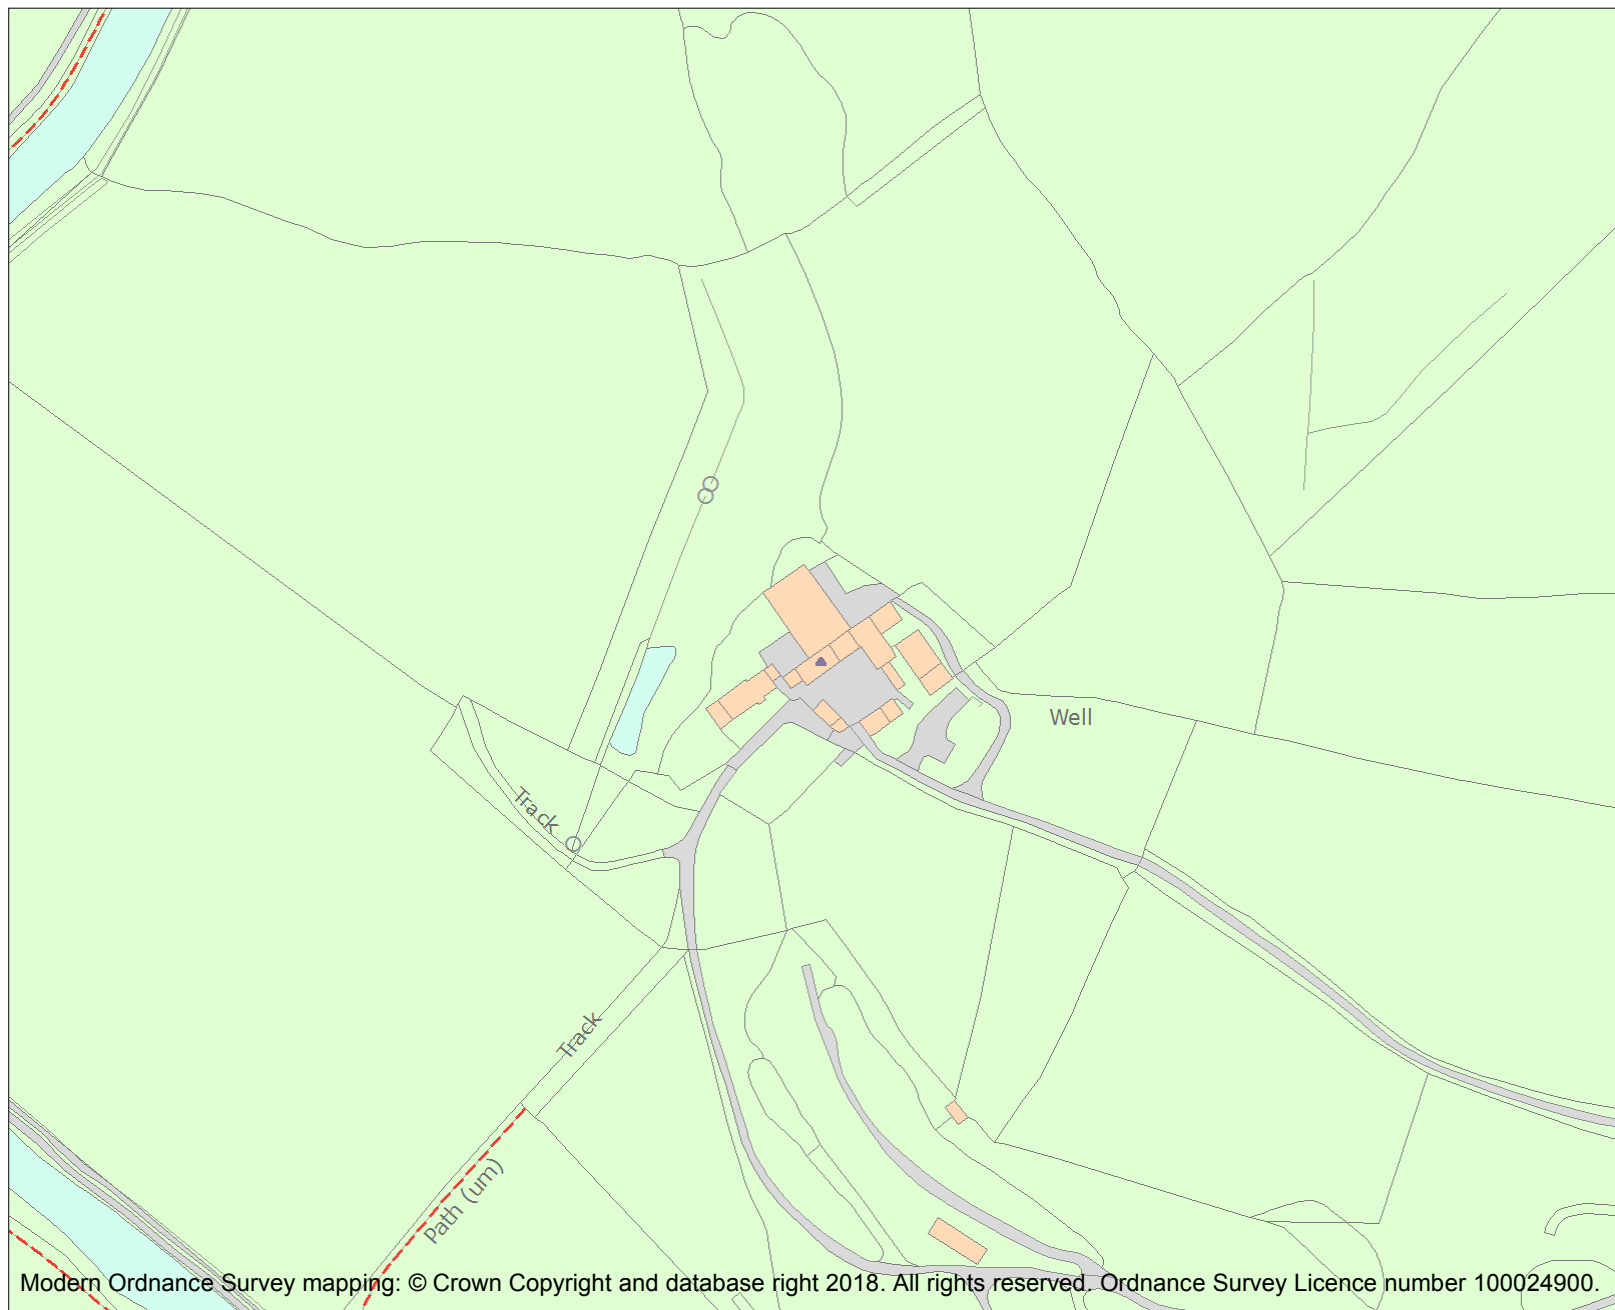 Well
Track
Track
Path (um)
Modern Ordnance Survey mapping: © Crown Copyright and database right 2018. All rights reserved. Ordnance Survey Licence number 100024900.